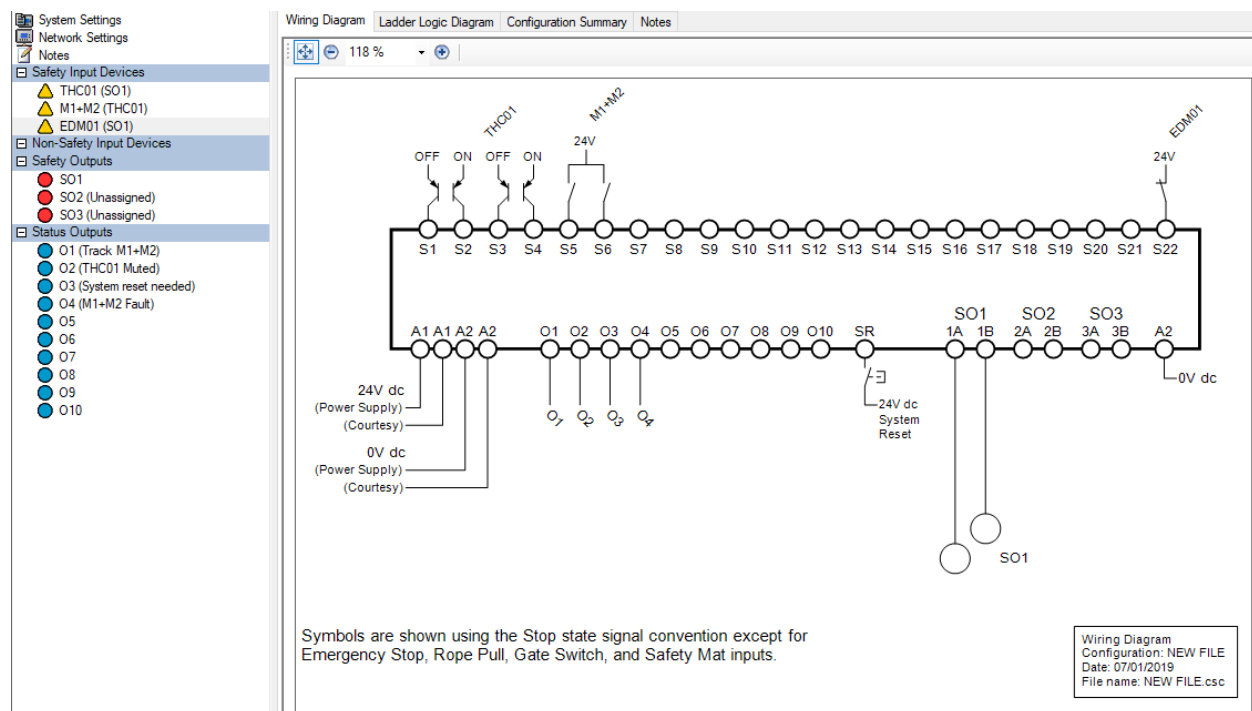 System Settings
Network Settings
Notes
Safety Input Devices
THC01 (SO1)
M1+M2 (THC01)
EDM01 (SO1)
Non-Safety Input Devices
Safety Outputs
SO1
SO2 (Unassigned)
SO3 (Unassigned)
Status Outputs
O1 (Track M1+M2)
O2 (THC01 Muted)
O3 (System reset needed)
O4 (M1+M2 Fault)
O5
O6
O7
O8
O9
O10
Wiring Diagram Ladder Logic Diagram Configuration Summary Notes
118 %
THC01 M1+M2 EDM01
OFF ON OFF ON 24V 24V
S1 S2 S3 S4 S5 S6 S7 S8 S9 S10 S11 S12 S13 S14 S15 S16 S17 S18 S19 S20 S21 S22
SO1 SO2 SO3
A1 A1 A2 A2 O1 O2 O3 O4 O5 O6 O7 O8 O9 O10 SR 1A 1B 2A 2B 3A 3B A2
24V dc
(Power Supply)
(Courtesy)
0V dc
(Power Supply)
(Courtesy)
O1 O2 O3 O4
24V dc
System
Reset
0V dc
SO1
Symbols are shown using the Stop state signal convention except for
Emergency Stop, Rope Pull, Gate Switch, and Safety Mat inputs.
Wiring Diagram
Configuration: NEW FILE
Date: 07/01/2019
File name: NEW FILE.csc